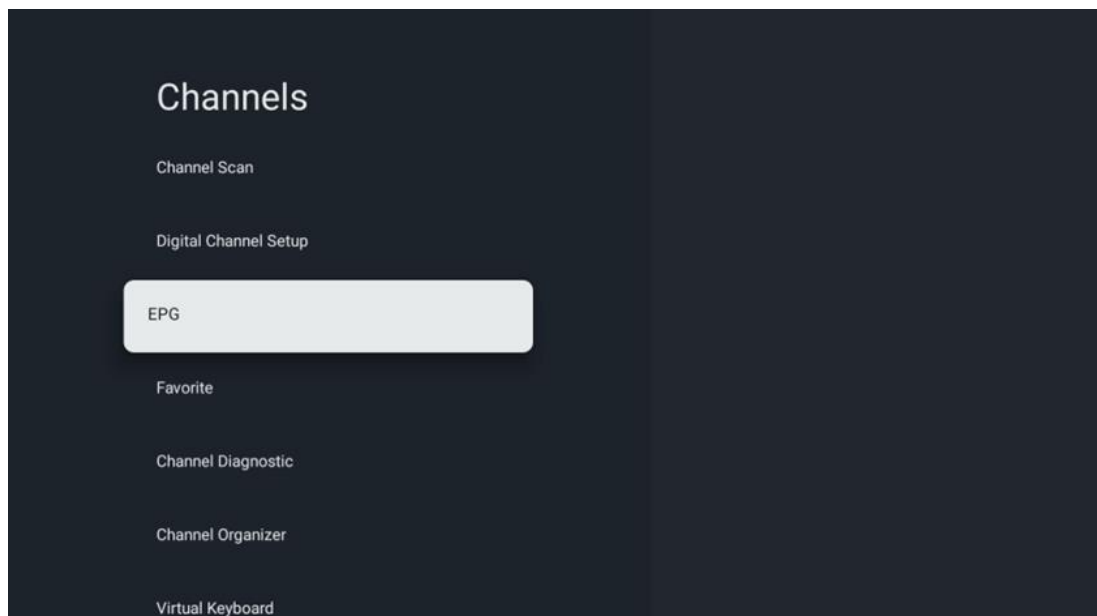 Channels
Channel Scan
Digital Channel Setup
EPG
Favorite
Channel Diagnostic
Channel Organizer
Virtual Keyboard